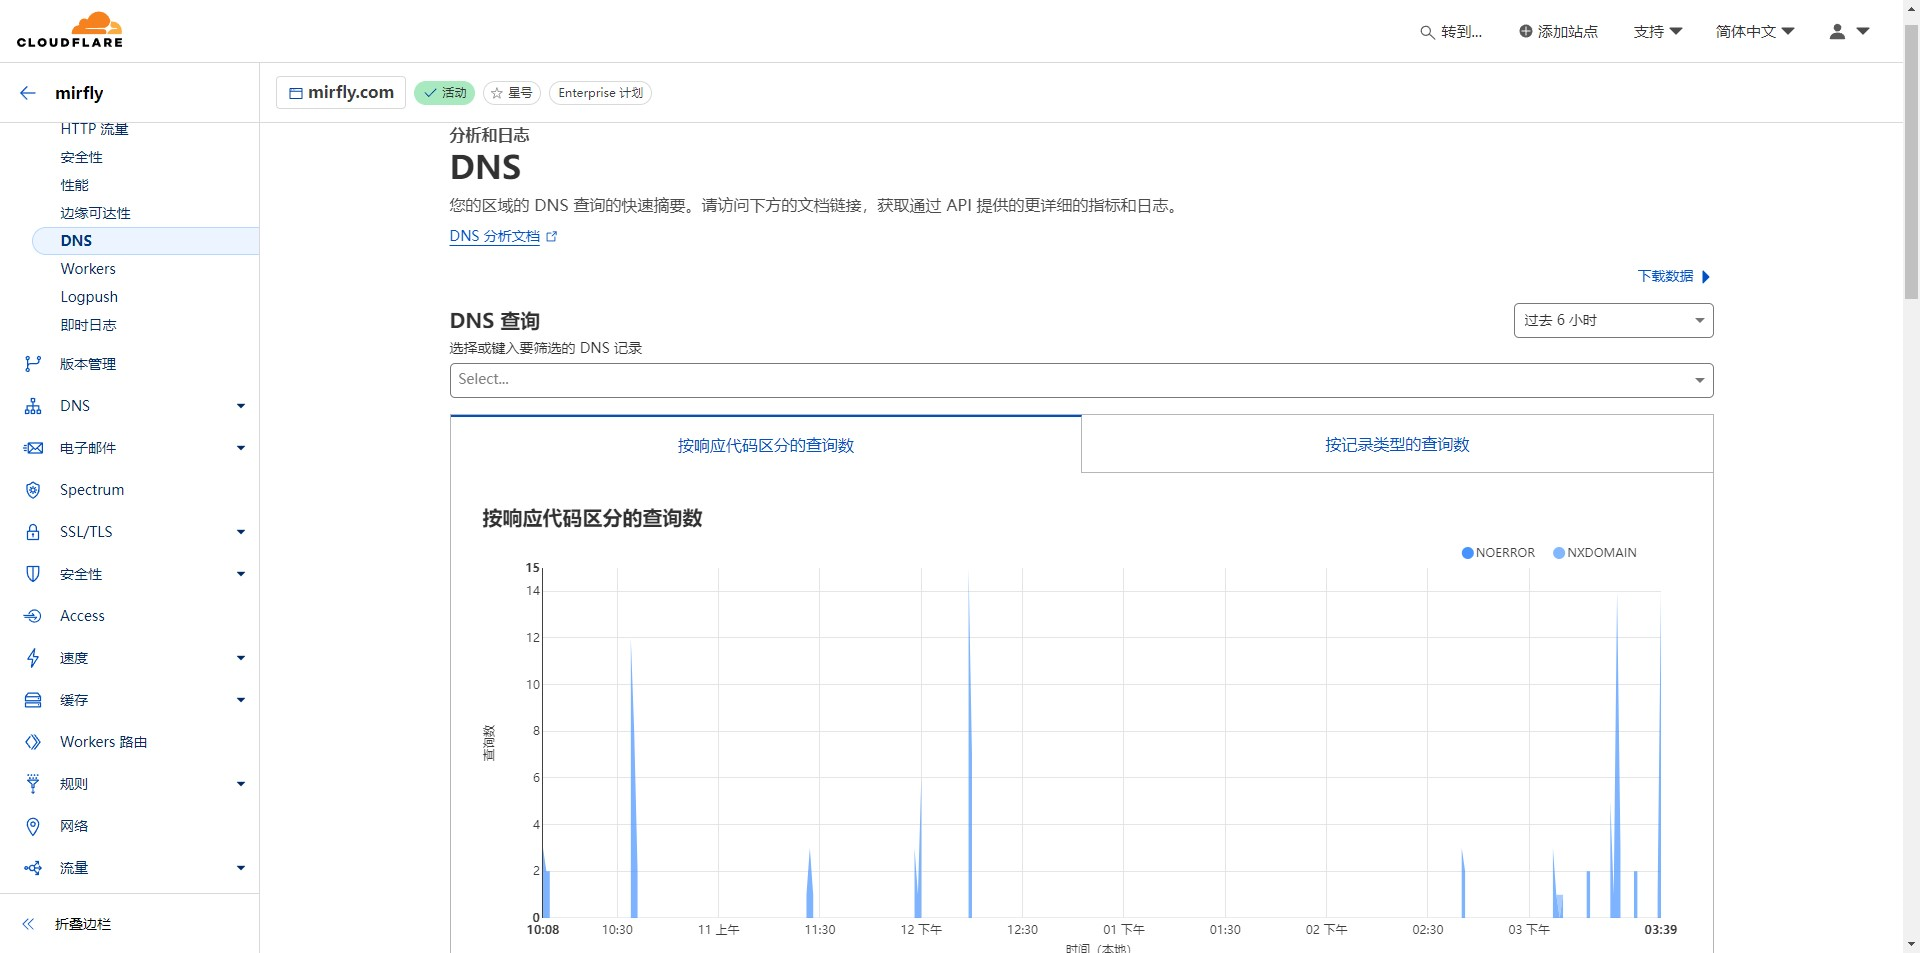 CLOUDFLARE
转到...
添加站点
支持
简体中文
mirfly
mirfly.com
活动
星号
Enterprise 计划
HTTP 流量
安全性
性能
边缘可达性
DNS
Workers
Logpush
即时日志
版本管理
DNS
电子邮件
Spectrum
SSL/TLS
安全性
Access
速度
缓存
Workers 路由
规则
网络
流量
折叠边栏
分析和日志
DNS
您的区域的 DNS 查询的快速摘要。请访问下方的文档链接，获取通过 API 提供的更详细的指标和日志。
DNS 分析文档
下载数据
DNS 查询
过去 6 小时
选择或键入要筛选的 DNS 记录
Select...
按响应代码区分的查询数
按记录类型的查询数
按响应代码区分的查询数
NOERROR
NXDOMAIN
15
14
12
10
8
6
4
2
0
查询数
10:08
10:30
11 上午
11:30
12 下午
12:30
01 下午
01:30
02 下午
02:30
03 下午
03:39
时间（本地）